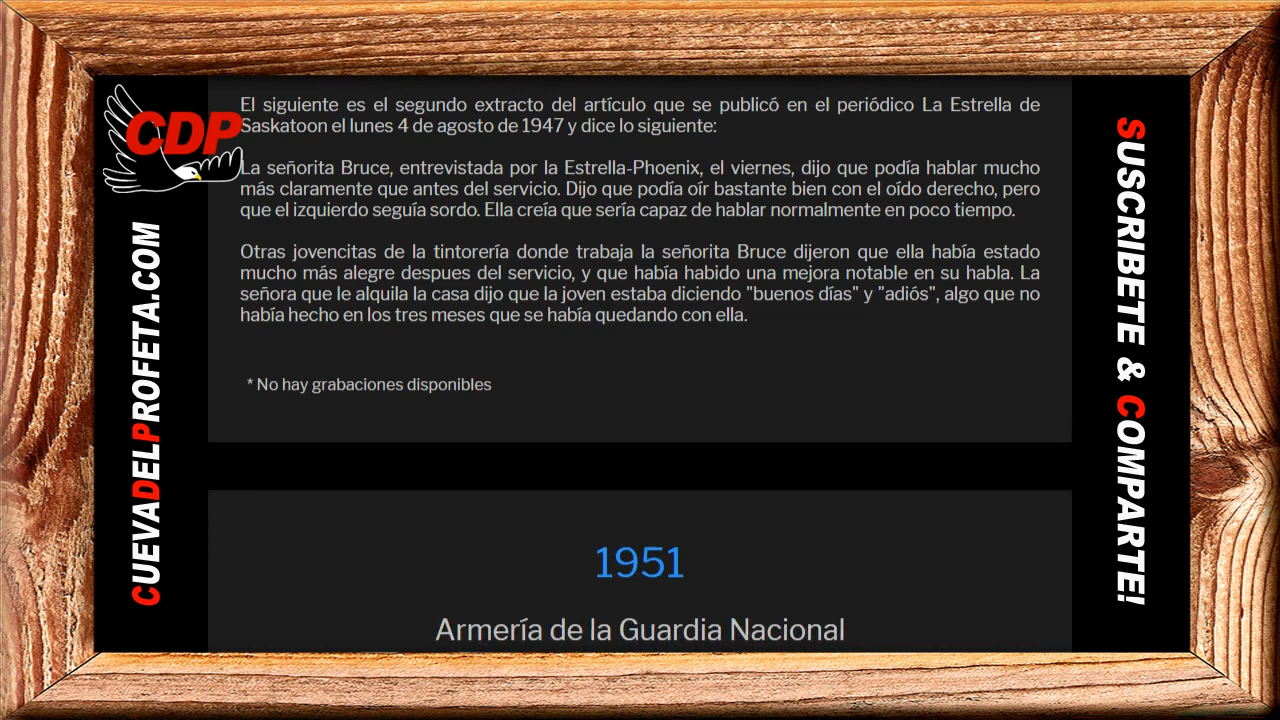 El siguiente es el segundo extracto del artículo que se publicó en el periódico La Estrella de
Saskatoon el lunes 4 de agosto de 1947 y dice lo siguiente:
La señorita Bruce, entrevistada por la Estrella-Phoenix, el viernes, dijo que podía hablar mucho
más claramente que antes del servicio. Dijo que podía oír bastante bien con el oído derecho, pero
que el izquierdo seguía sordo. Ella creía que sería capaz de hablar normalmente en poco tiempo.
Otras jovencitas de la tintorería donde trabaja la señorita Bruce dijeron que ella había estado
mucho más alegre despues del servicio, y que había habido una mejora notable en su habla. La
señora que le alquila la casa dijo que la joven estaba diciendo "buenos días" y "adiós", algo que no
había hecho en los tres meses que se había quedando con ella.
* No hay grabaciones disponibles
1951
Armería de la Guardia Nacional
CDP
CUEVADELPROFETA.COM
SUSCRIBETE & COMPARTE!